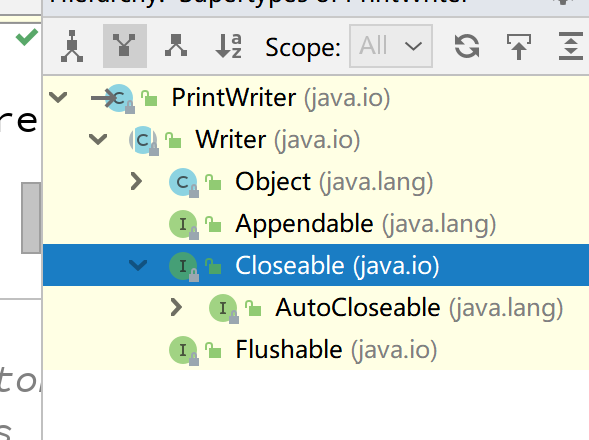 Hierarchy: Supertypes of PrintWriter
Scope: All
re
PrintWriter (java.io)
Writer (java.io)
Object (java.lang)
Appendable (java.lang)
Closeable (java.io)
AutoCloseable (java.lang)
Flushable (java.io)
to
s